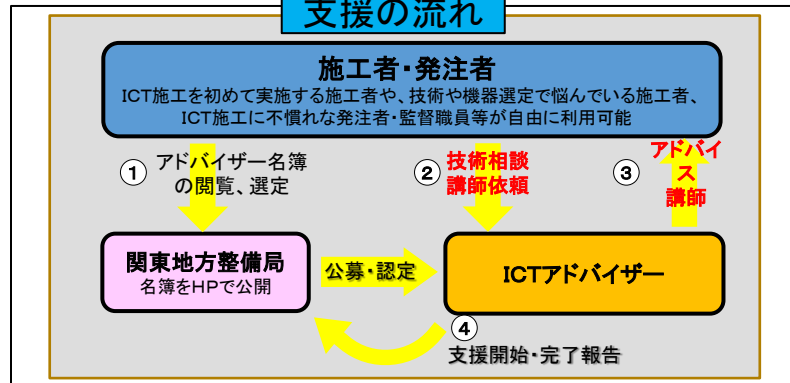 支援の流れ
施工者・発注者
ICT施工を初めて実施する施工者や、技術や機器選定で悩んでいる施工者、
ICT施工に不慣れな発注者・監督職員等が自由に利用可能
① アドバイザー名簿
の閲覧、選定
② 技術相談
講師依頼
③ アドバイ
ス
講師
関東地方整備局
名簿をHPで公開
公募・認定
ICTアドバイザー
④
支援開始・完了報告